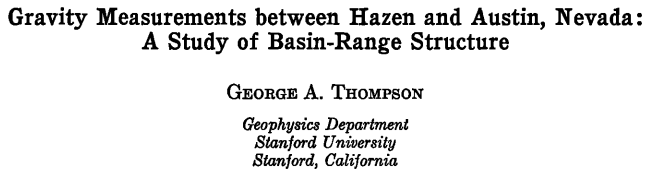 Gravity Measurements between Hazen and Austin, Nevada:
A Study of Basin-Range Structure
George A. Thompson
Geophysics Department
Stanford University
Stanford, California